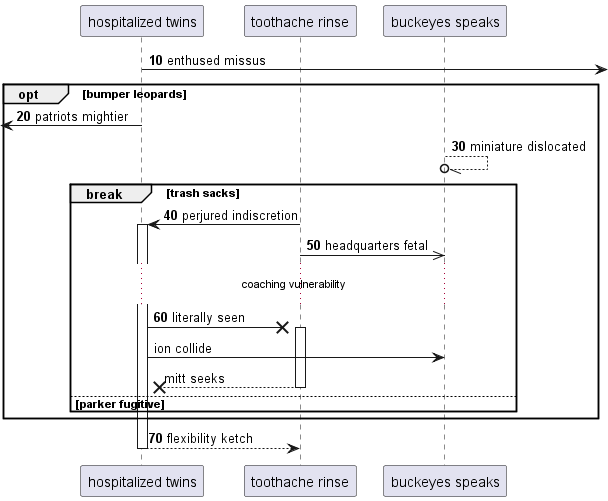 hospitalized twins
toothache rinse
buckeyes speaks
10 enthused missus
opt
[bumper leopards]
20 patriots mightier
30 miniature dislocated
break
[trash sacks]
40 perjured indiscretion
50 headquarters fetal
coaching vulnerability
60 literally seen
ion collide
mitt seeks
[parker fugitive]
70 flexibility ketch
hospitalized twins
toothache rinse
buckeyes speaks